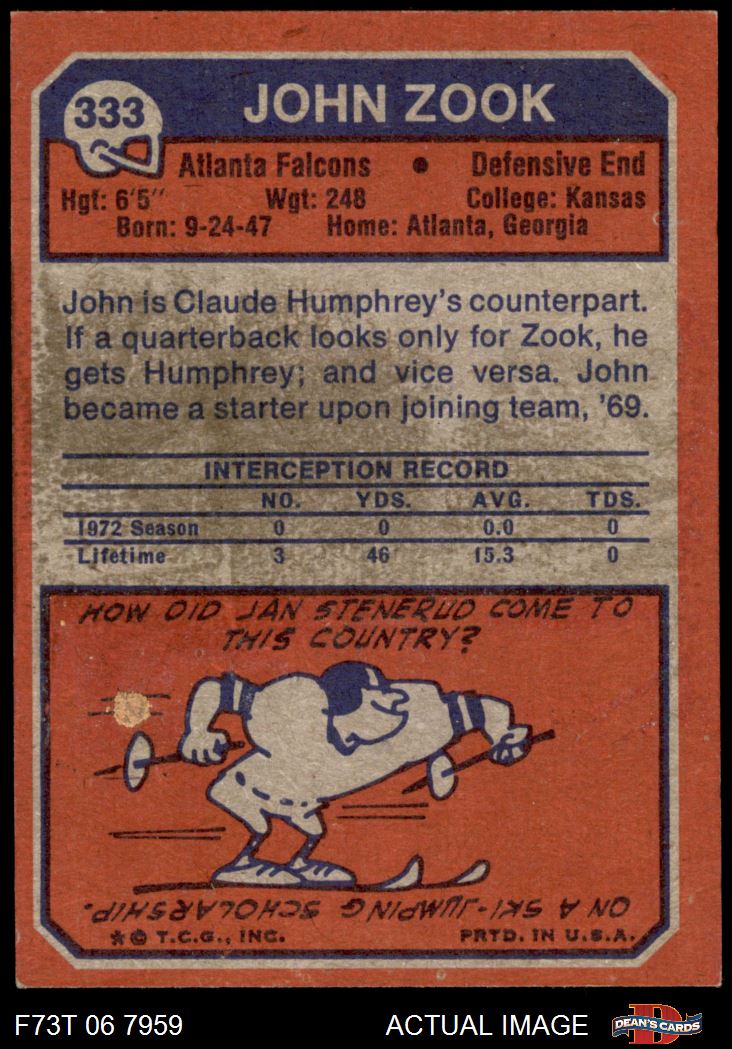 333
JOHN ZOOK
Atlanta Falcons • Defensive End
Hgt: 6'5" Wgt: 248 College: Kansas
Born: 9-24-47 Home: Atlanta, Georgia
John is Claude Humphrey's counterpart.
If a quarterback looks only for Zook, he
gets Humphrey; and vice versa. John
became a starter upon joining team, '69.
INTERCEPTION RECORD
NO. YDS. AVG. TDS.
1972 Season 0 0 0.0 0
Lifetime 3 46 15.3 0
HOW DID JAN STENERUD COME TO
THIS COUNTRY?
ON A SKI-JUMPING
SCHOLARSHIP.
★ © T.C.G., INC. PRTD. IN U.S.A.
F73T 06 7959 ACTUAL IMAGE
D
DEAN'S CARDS